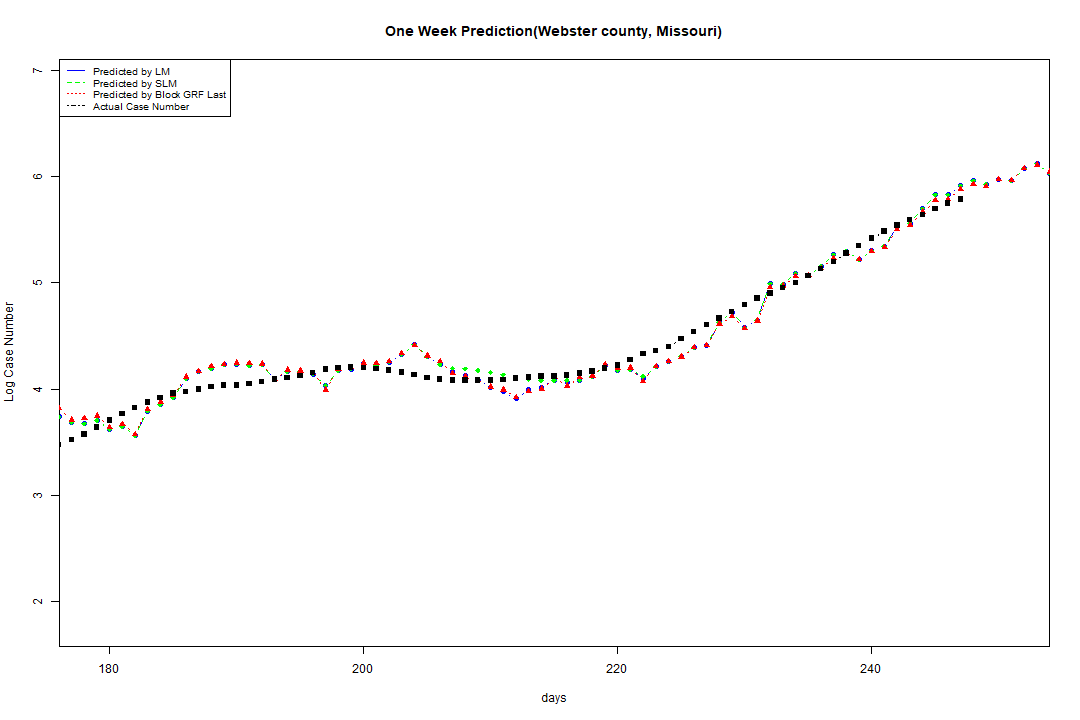 One Week Prediction(Webster county, Missouri)
Predicted by LM
Predicted by SLM
Predicted by Block GRF Last
Actual Case Number
7
6
5
4
3
2
Log Case Number
180 200 220 240
days